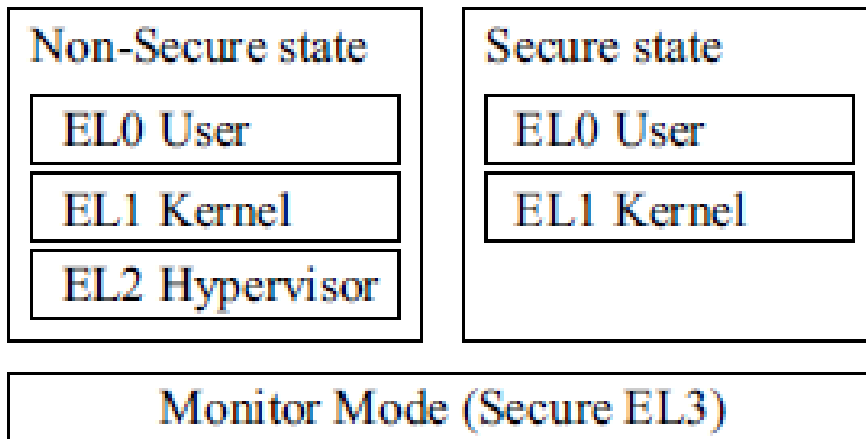 Non-Secure state
EL0 User
EL1 Kernel
EL2 Hypervisor
Secure state
EL0 User
EL1 Kernel
Monitor Mode (Secure EL3)